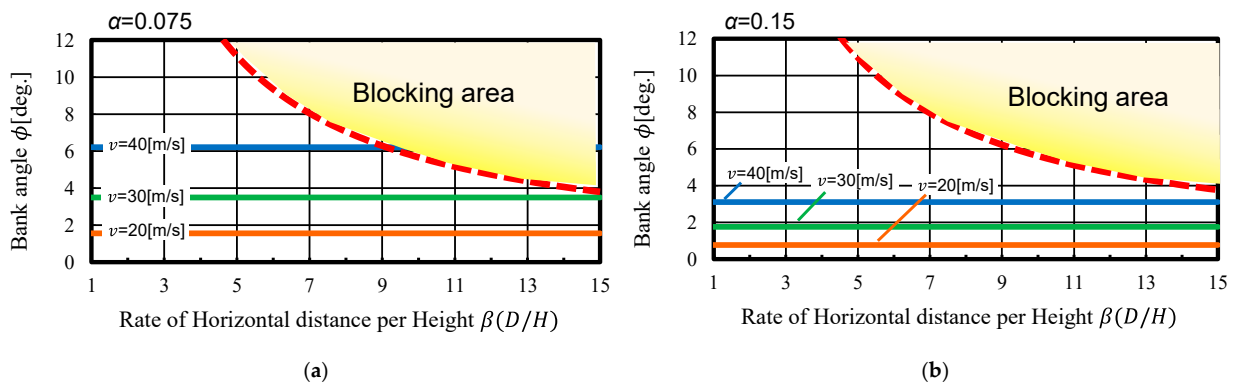 α=0.075
12
10
8
6
4
2
0
Bank angle ϕ[deg.]
Blocking area
v=40[m/s]
v=30[m/s]
v=20[m/s]
1 3 5 7 9 11 13 15
Rate of Horizontal distance per Height β(D/H)
(a)
α=0.15
12
10
8
6
4
2
0
Bank angle ϕ[deg.]
Blocking area
v=40[m/s]
v=30[m/s]
v=20[m/s]
1 3 5 7 9 11 13 15
Rate of Horizontal distance per Height β(D/H)
(b)